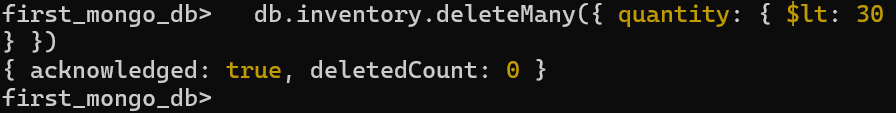 first_mongo_db>   db.inventory.deleteMany({ quantity: { $lt: 30
} })
{ acknowledged: true, deletedCount: 0 }
first_mongo_db>